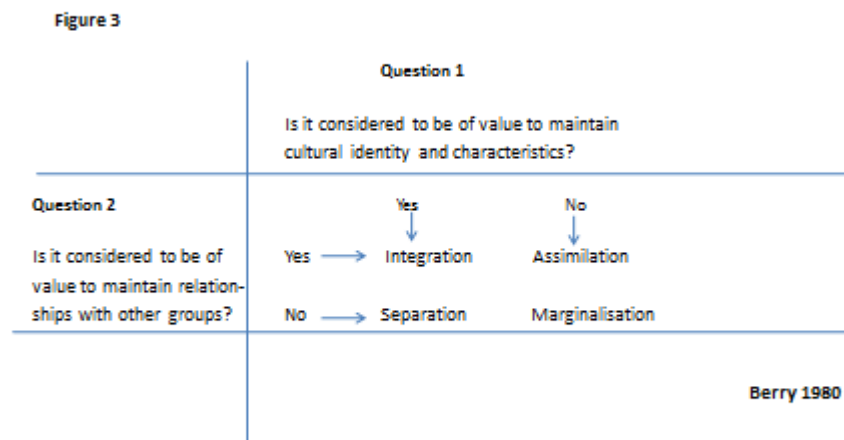 Figure 3
Question 1
Is it considered to be of value to maintain
cultural identity and characteristics?
Question 2
Yes
No
Is it considered to be of
value to maintain relation-
ships with other groups?
Yes
Integration
Assimilation
No
Separation
Marginalisation
Berry 1980